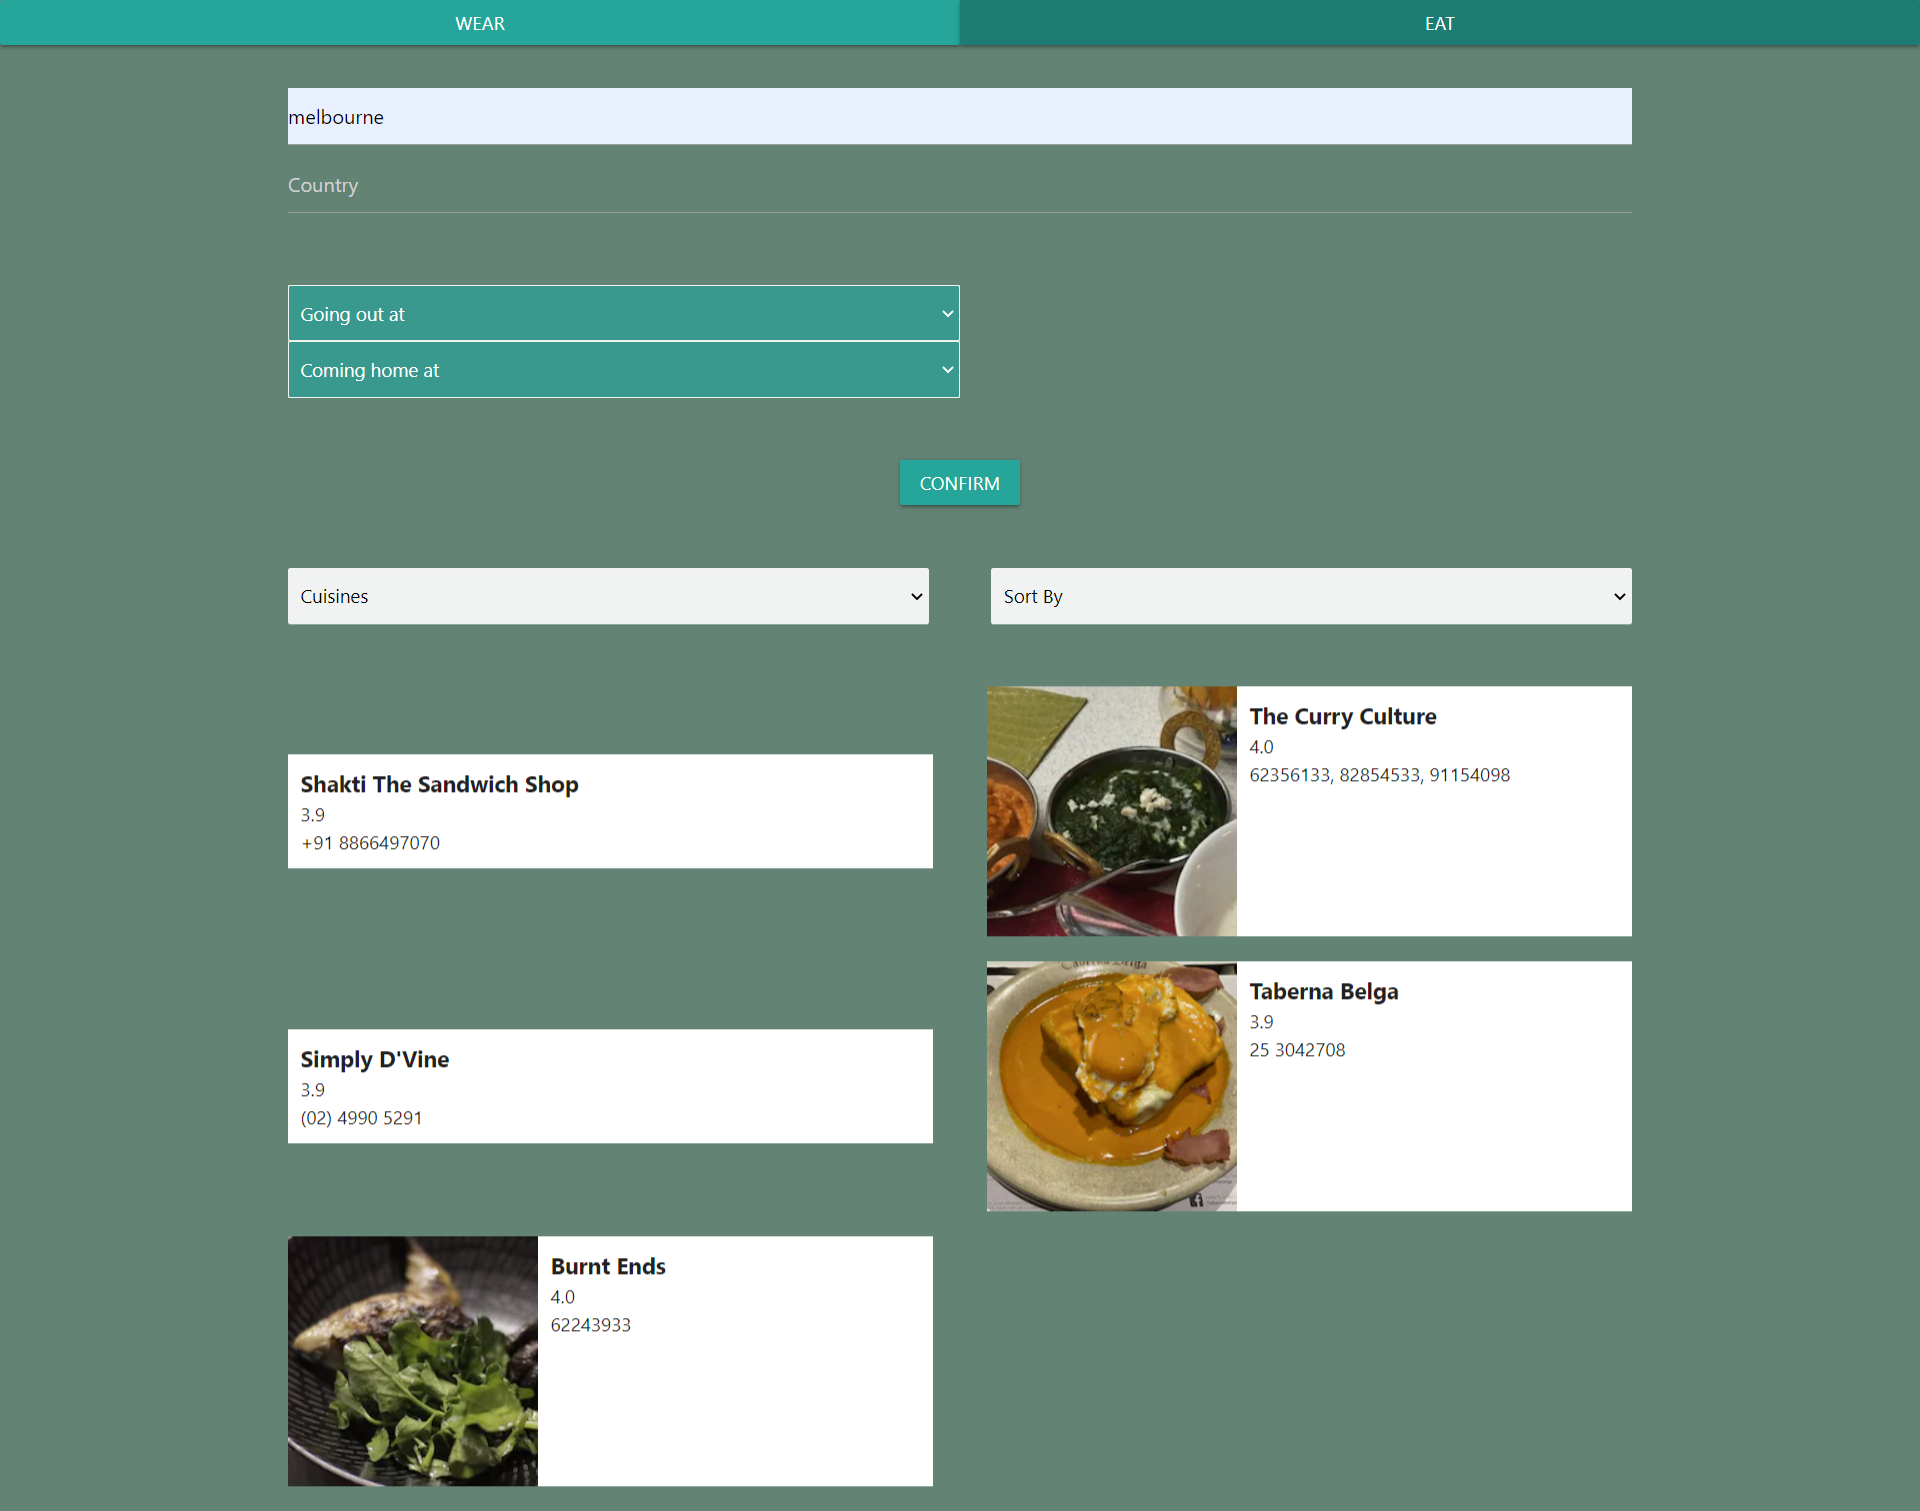 WEAR
EAT
melbourne
Country
Going out at
Coming home at
CONFIRM
Cuisines
Sort By
Shakti The Sandwich Shop
3.9
+91 8866497070
The Curry Culture
4.0
62356133, 82854533, 91154098
Simply D'Vine
3.9
(02) 4990 5291
Taberna Belga
3.9
25 3042708
Burnt Ends
4.0
62243933